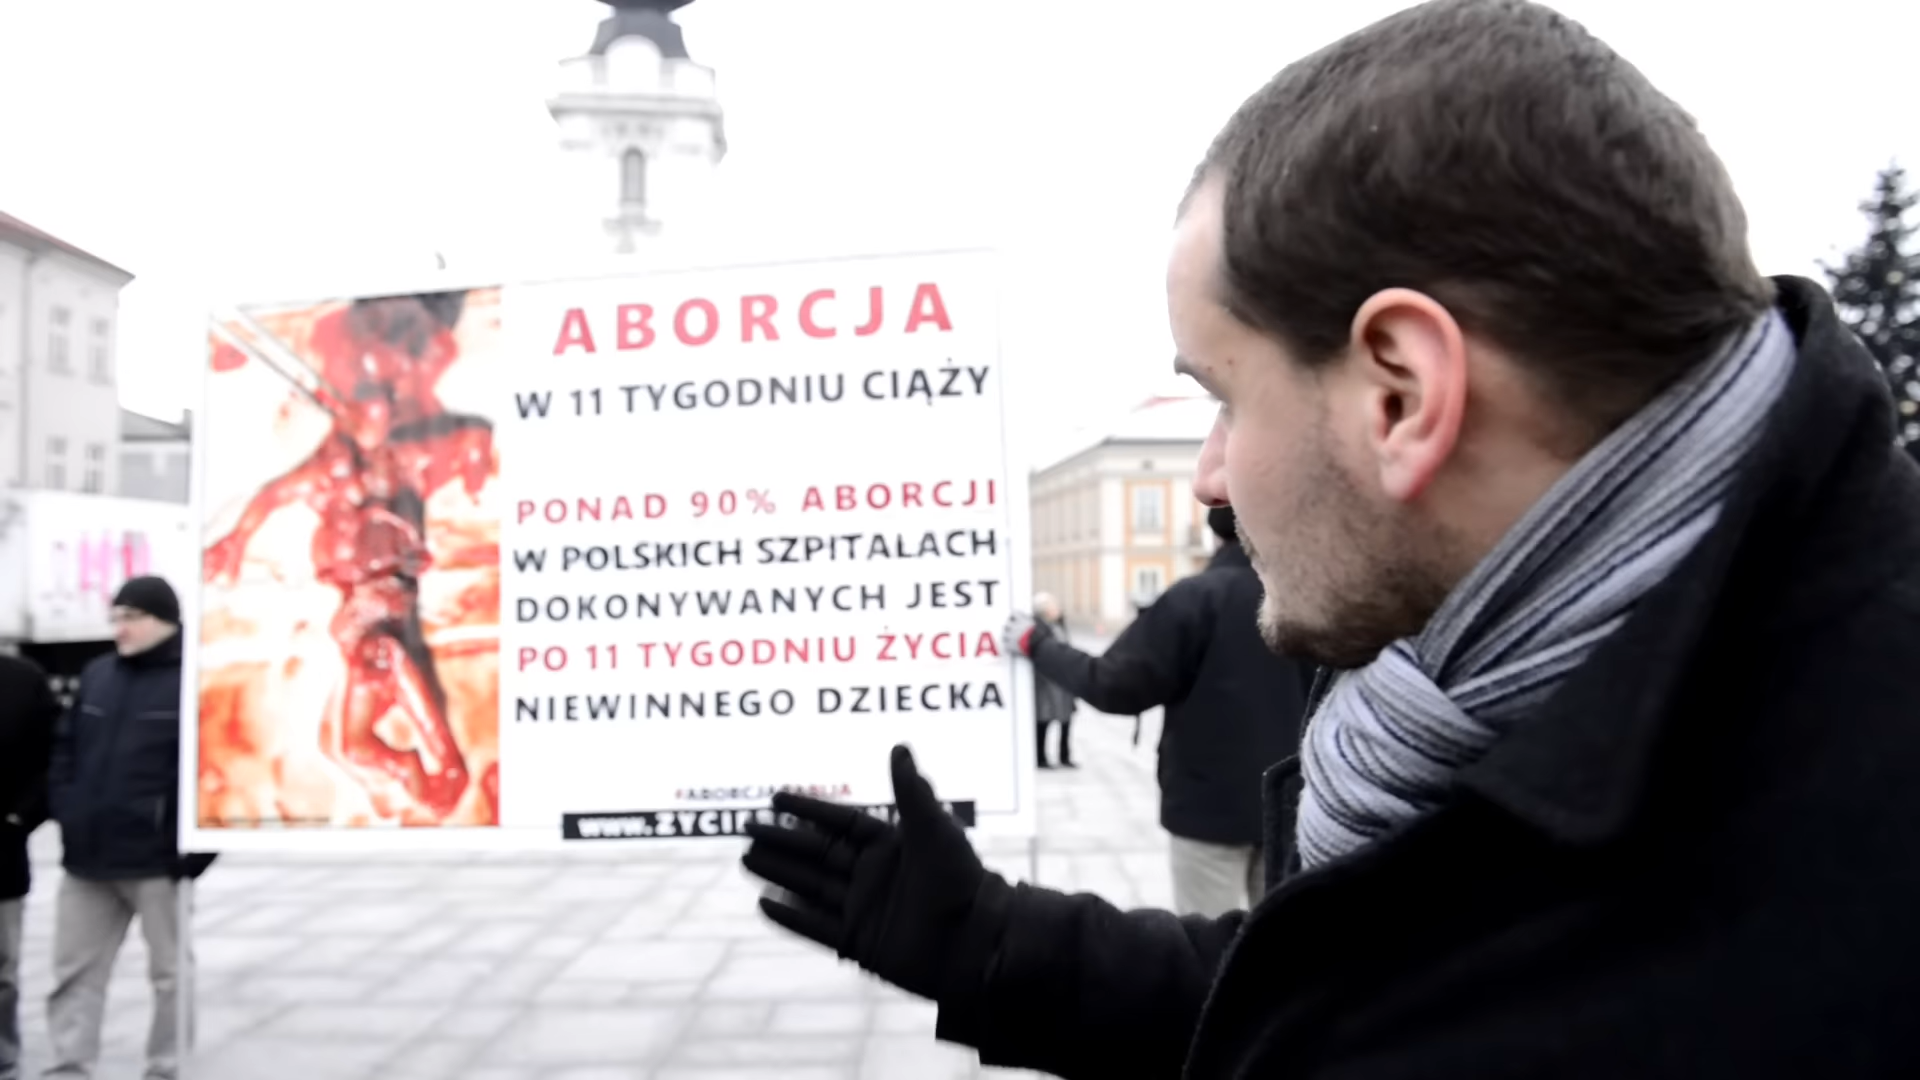 ABORCJA
W 11 TYGODNIU CIĄŻY
PONAD 90% ABORCJI
W POLSKICH SZPITALACH
DOKONYWANYCH JEST
PO 11 TYGODNIU ŻYCIA
NIEWINNEGO DZIECKA